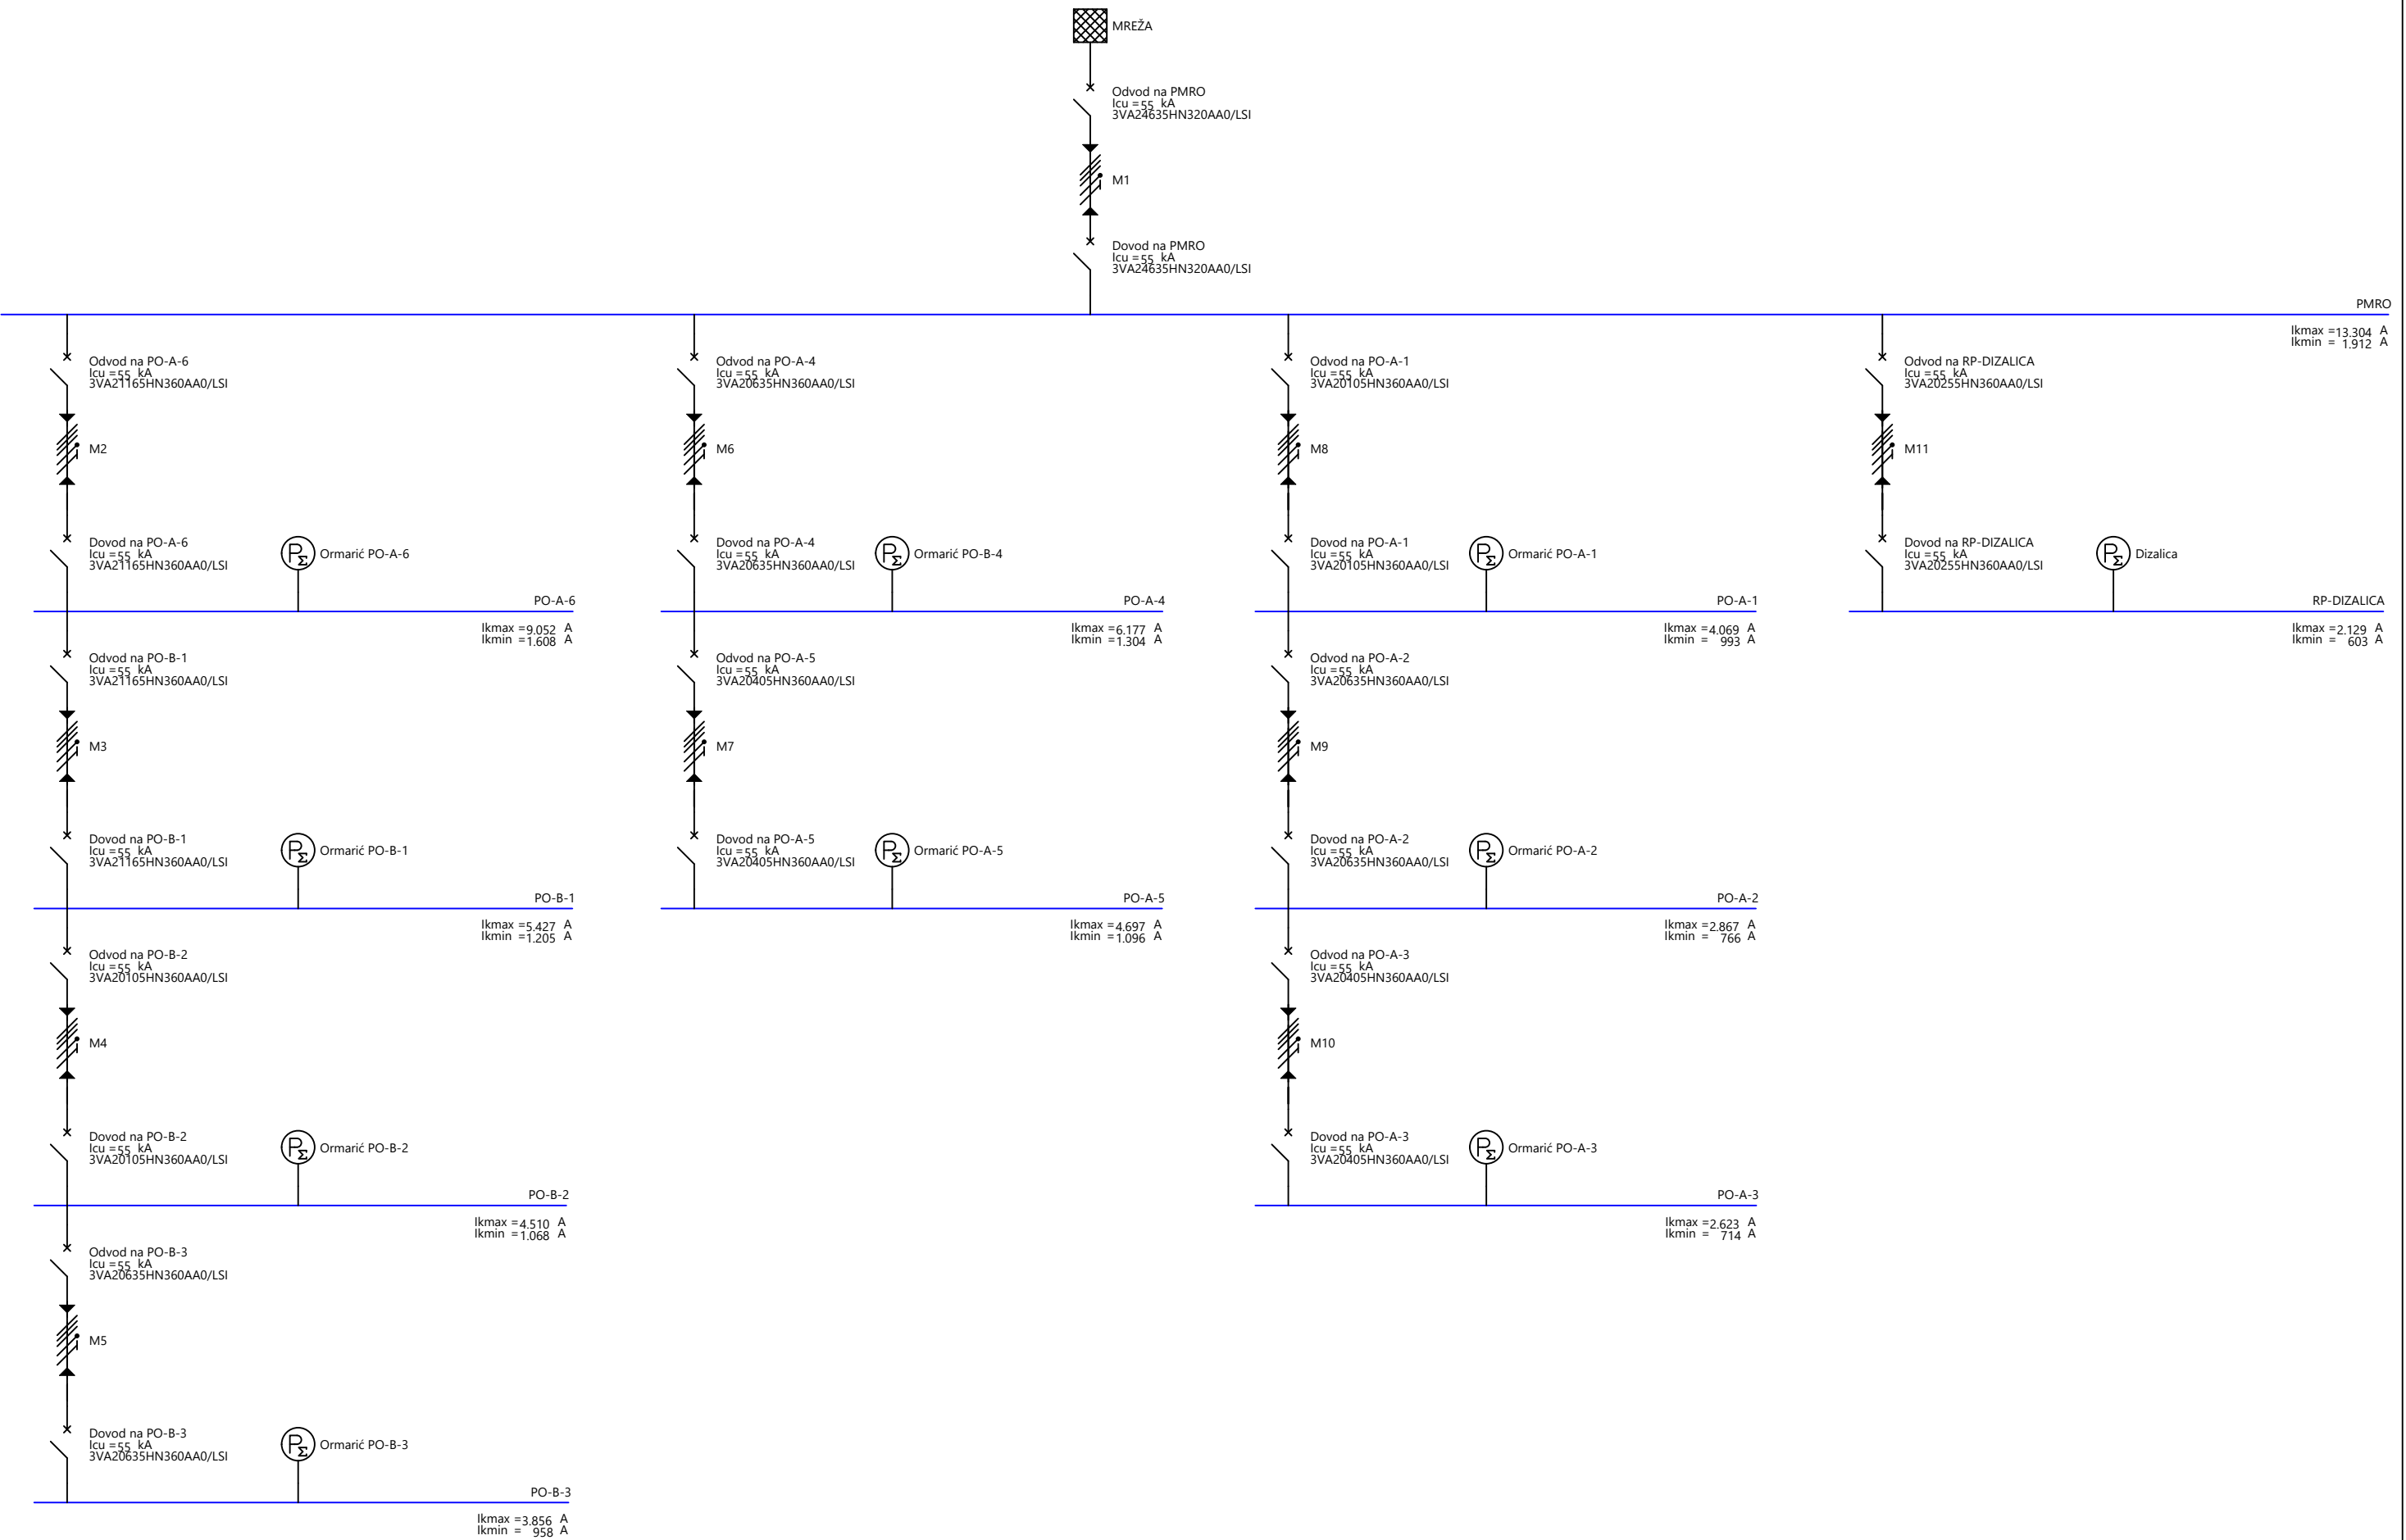 MREŽA
Odvod na PMRO
Icu =55 kA
3VA24635HN320AA0/LSI
M1
Dovod na PMRO
Icu =55 kA
3VA24635HN320AA0/LSI
PMRO
Ikmax =13.304 A
Ikmin = 1.912 A
Odvod na PO-A-6
Icu =55 kA
3VA21165HN360AA0/LSI
M2
Dovod na PO-A-6
Icu =55 kA
3VA21165HN360AA0/LSI
PΣ Ormarić PO-A-6
PO-A-6
Ikmax =9.052 A
Ikmin =1.608 A
Odvod na PO-B-1
Icu =55 kA
3VA21165HN360AA0/LSI
M3
Dovod na PO-B-1
Icu =55 kA
3VA21165HN360AA0/LSI
PΣ Ormarić PO-B-1
PO-B-1
Ikmax =5.427 A
Ikmin =1.205 A
Odvod na PO-B-2
Icu =55 kA
3VA20105HN360AA0/LSI
M4
Dovod na PO-B-2
Icu =55 kA
3VA20105HN360AA0/LSI
PΣ Ormarić PO-B-2
PO-B-2
Ikmax =4.510 A
Ikmin =1.068 A
Odvod na PO-B-3
Icu =55 kA
3VA20635HN360AA0/LSI
M5
Dovod na PO-B-3
Icu =55 kA
3VA20635HN360AA0/LSI
PΣ Ormarić PO-B-3
PO-B-3
Ikmax =3.856 A
Ikmin = 958 A
Odvod na PO-A-4
Icu =55 kA
3VA20635HN360AA0/LSI
M6
Dovod na PO-A-4
Icu =55 kA
3VA20635HN360AA0/LSI
PΣ Ormarić PO-B-4
PO-A-4
Ikmax =6.177 A
Ikmin =1.304 A
Odvod na PO-A-5
Icu =55 kA
3VA20405HN360AA0/LSI
M7
Dovod na PO-A-5
Icu =55 kA
3VA20405HN360AA0/LSI
PΣ Ormarić PO-A-5
PO-A-5
Ikmax =4.697 A
Ikmin =1.096 A
Odvod na PO-A-1
Icu =55 kA
3VA20105HN360AA0/LSI
M8
Dovod na PO-A-1
Icu =55 kA
3VA20105HN360AA0/LSI
PΣ Ormarić PO-A-1
PO-A-1
Ikmax =4.069 A
Ikmin = 993 A
Odvod na PO-A-2
Icu =55 kA
3VA20635HN360AA0/LSI
M9
Dovod na PO-A-2
Icu =55 kA
3VA20635HN360AA0/LSI
PΣ Ormarić PO-A-2
PO-A-2
Ikmax =2.867 A
Ikmin = 766 A
Odvod na PO-A-3
Icu =55 kA
3VA20405HN360AA0/LSI
M10
Dovod na PO-A-3
Icu =55 kA
3VA20405HN360AA0/LSI
PΣ Ormarić PO-A-3
PO-A-3
Ikmax =2.623 A
Ikmin = 714 A
Odvod na RP-DIZALICA
Icu =55 kA
3VA20255HN360AA0/LSI
M11
Dovod na RP-DIZALICA
Icu =55 kA
3VA20255HN360AA0/LSI
PΣ Dizalica
RP-DIZALICA
Ikmax =2.129 A
Ikmin = 603 A